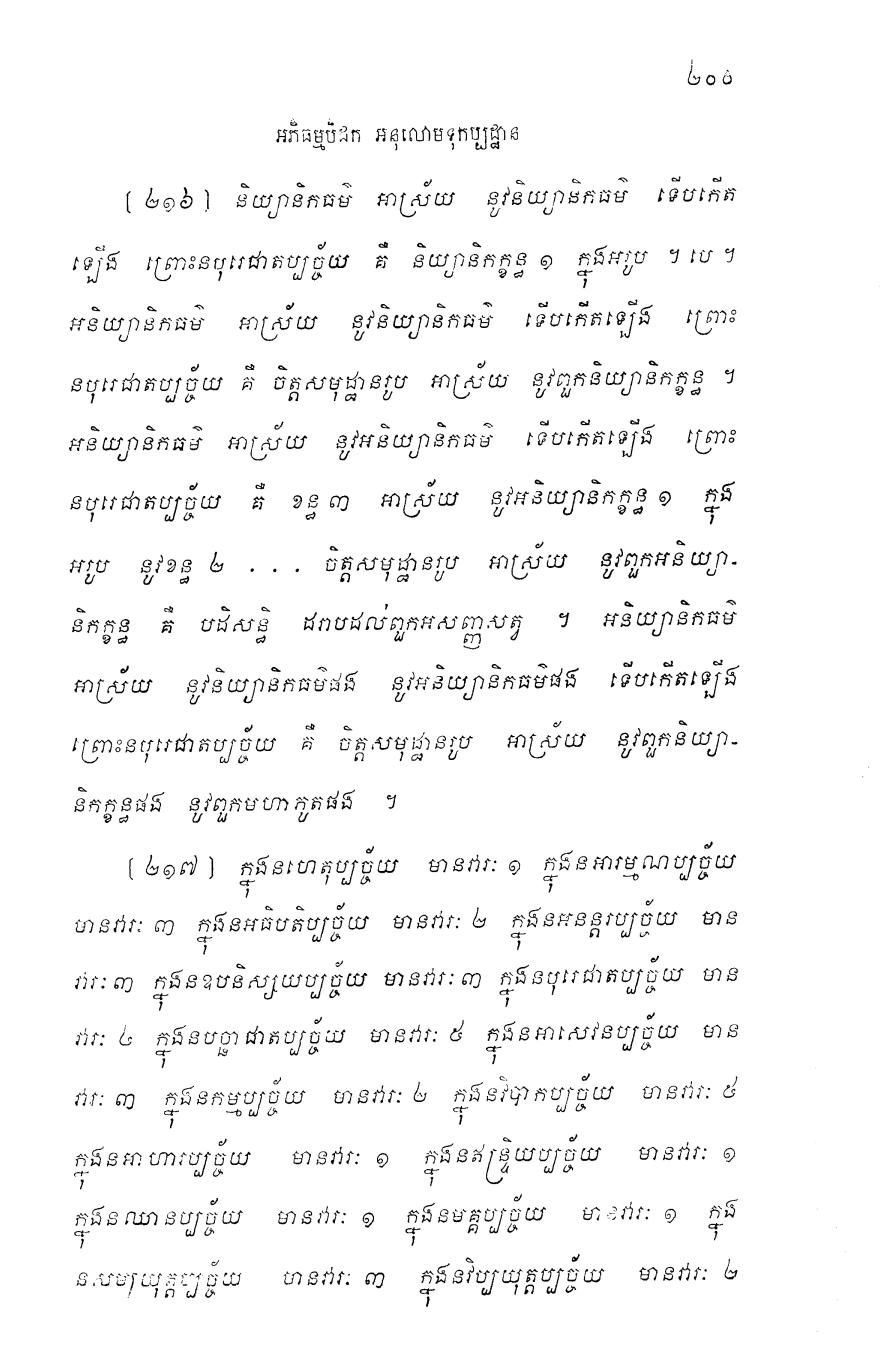 ២០០
អភិធម្មបិដក អនុលោមទុកប្បដ្ឋាន
[ ២១៦ ] និយ្យានិកធម៌ អាស្រ័យ នូវនិយ្យានិកធម៌ ទើបកើត
ឡើង ព្រោះនបុរេជាតប្បច្ច័យ គឺ និយ្យានិកក្ខន្ធ ១ ក្នុងអរូប ។ បេ ។
អនិយ្យានិកធម៌ អាស្រ័យ នូវនិយ្យានិកធម៌ ទើបកើតឡើង ព្រោះ
នបុរេជាតប្បច្ច័យ គឺ ចិត្តសមុដ្ឋានរូប អាស្រ័យ នូវពួកនិយ្យានិកក្ខន្ធ ។
អនិយ្យានិកធម៌ អាស្រ័យ នូវអនិយ្យានិកធម៌ ទើបកើតឡើង ព្រោះ
នបុរេជាតប្បច្ច័យ គឺ ខន្ធ ៣ អាស្រ័យ នូវអនិយ្យានិកក្ខន្ធ ១ ក្នុង
អរូប នូវខន្ធ ២ . . . ចិត្តសមុដ្ឋានរូប អាស្រ័យ នូវពួកអនិយ្យា-
និកក្ខន្ធ គឺ បដិសន្ធិ ដរាបដល់ពួកអសញ្ញសត្វ ។ អនិយ្យានិកធម៌
អាស្រ័យ នូវនិយ្យានិកធម៌ផង នូវអនិយ្យានិកធម៌ផង ទើបកើតឡើង
ព្រោះនបុរេជាតប្បច្ច័យ គឺ ចិត្តសមុដ្ឋានរូប អាស្រ័យ នូវពួកនិយ្យា-
និកក្ខន្ធផង នូវពួកមហាភូតផង ។
[ ២១៧ ] ក្នុងនហេតុប្បច្ច័យ មានវារៈ ១ ក្នុងនអារម្មណប្បច្ច័យ
មានវារៈ ៣ ក្នុងនអធិបតិប្បច្ច័យ មានវារៈ ២ ក្នុងនអនន្តរប្បច្ច័យ មាន
វារៈ ៣ ក្នុងនឧបនិស្សយប្បច្ច័យ មានវារៈ ៣ ក្នុងនបុរេជាតប្បច្ច័យ មាន
វារៈ ៤ ក្នុងនបច្ឆាជាតប្បច្ច័យ មានវារៈ ៥ ក្នុងនអាសេវនប្បច្ច័យ មាន
វារៈ ៣ ក្នុងនកម្មប្បច្ច័យ មានវារៈ ២ ក្នុងនវិបាកប្បច្ច័យ មានវារៈ ៥
ក្នុងនអាហារប្បច្ច័យ មានវារៈ ១ ក្នុងនឥន្ទ្រិយប្បច្ច័យ មានវារៈ ១
ក្នុងនឈានប្បច្ច័យ មានវារៈ ១ ក្នុងនមគ្គប្បច្ច័យ មានវារៈ ១ ក្នុង
នសម្បយុត្តប្បច្ច័យ មានវារៈ ៣ ក្នុងនវិប្បយុត្តប្បច្ច័យ មានវារៈ ២